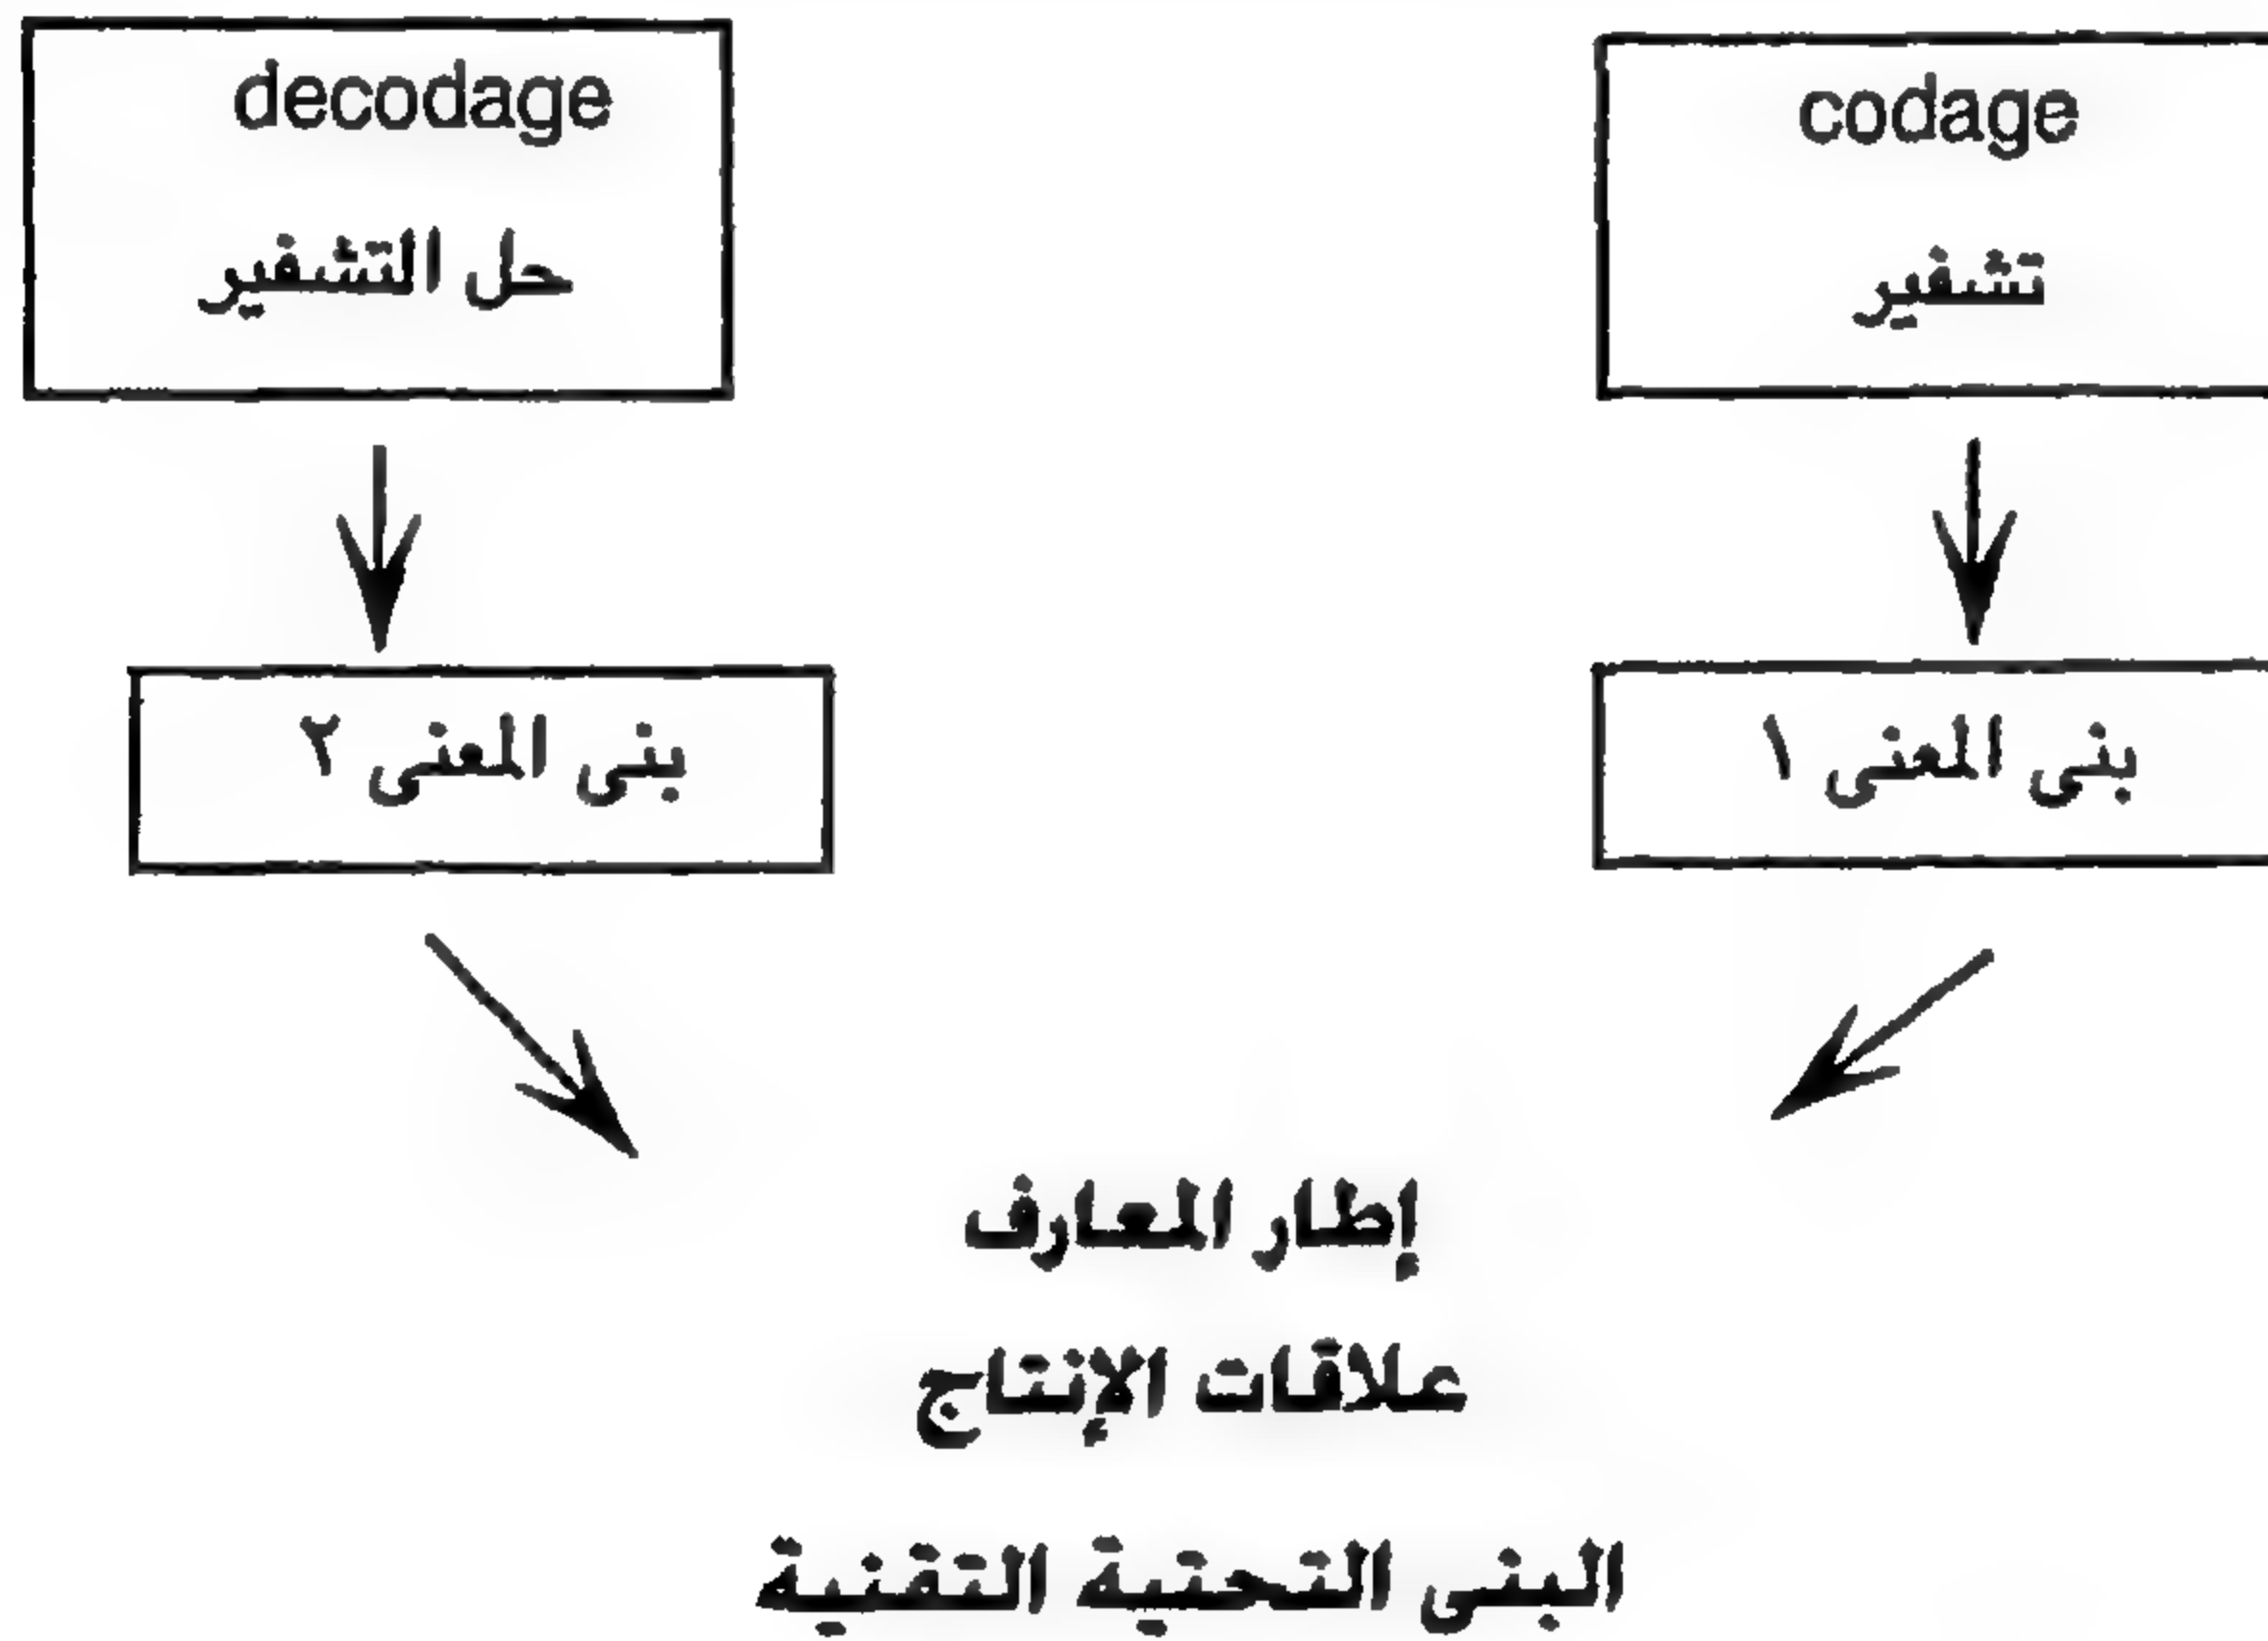 codage
تشفير
decodage
حل التشفير
بنى المعنى ١
بنى المعنى ٢
إطار المعارف
علاقات الإنتاج
البنى التحتية التقنية